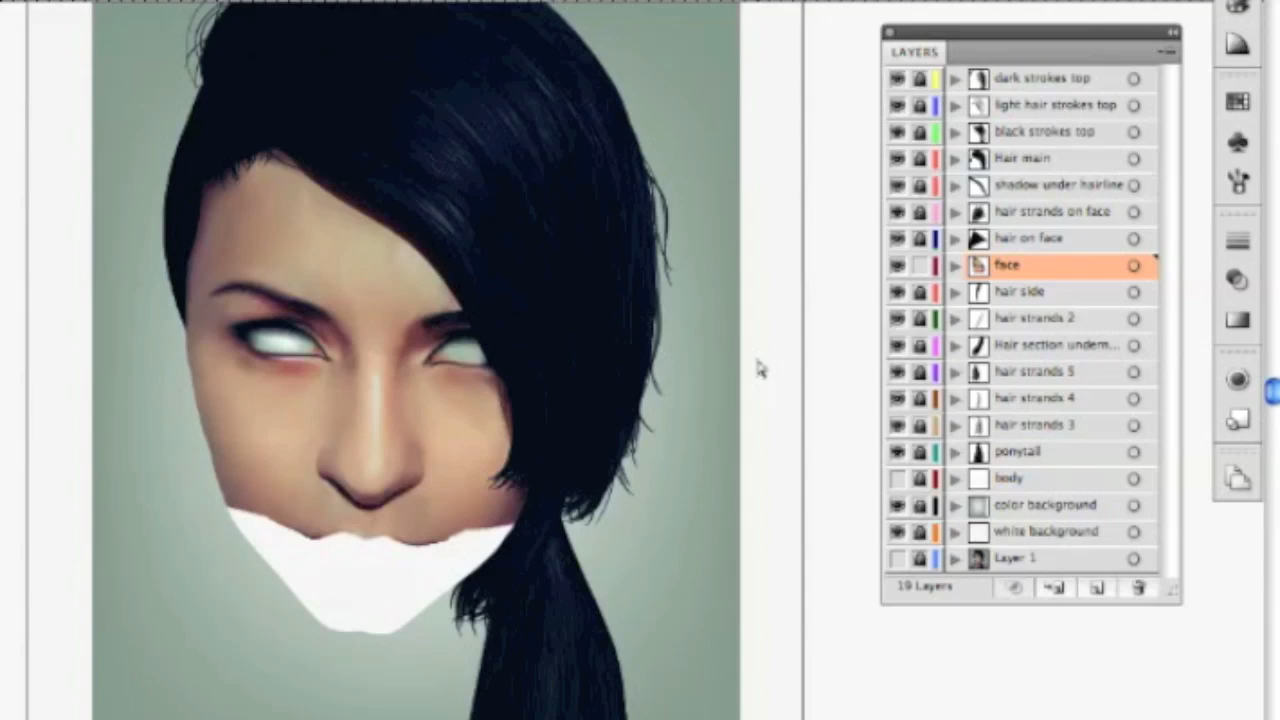 LAYERS
dark strokes top
light hair strokes top
black strokes top
Hair main
shadow under hairline
hair strands on face
hair on face
face
hair side
hair strands 2
Hair section undern...
hair strands 5
hair strands 4
hair strands 3
ponytail
body
color background
white background
Layer 1
19 Layers